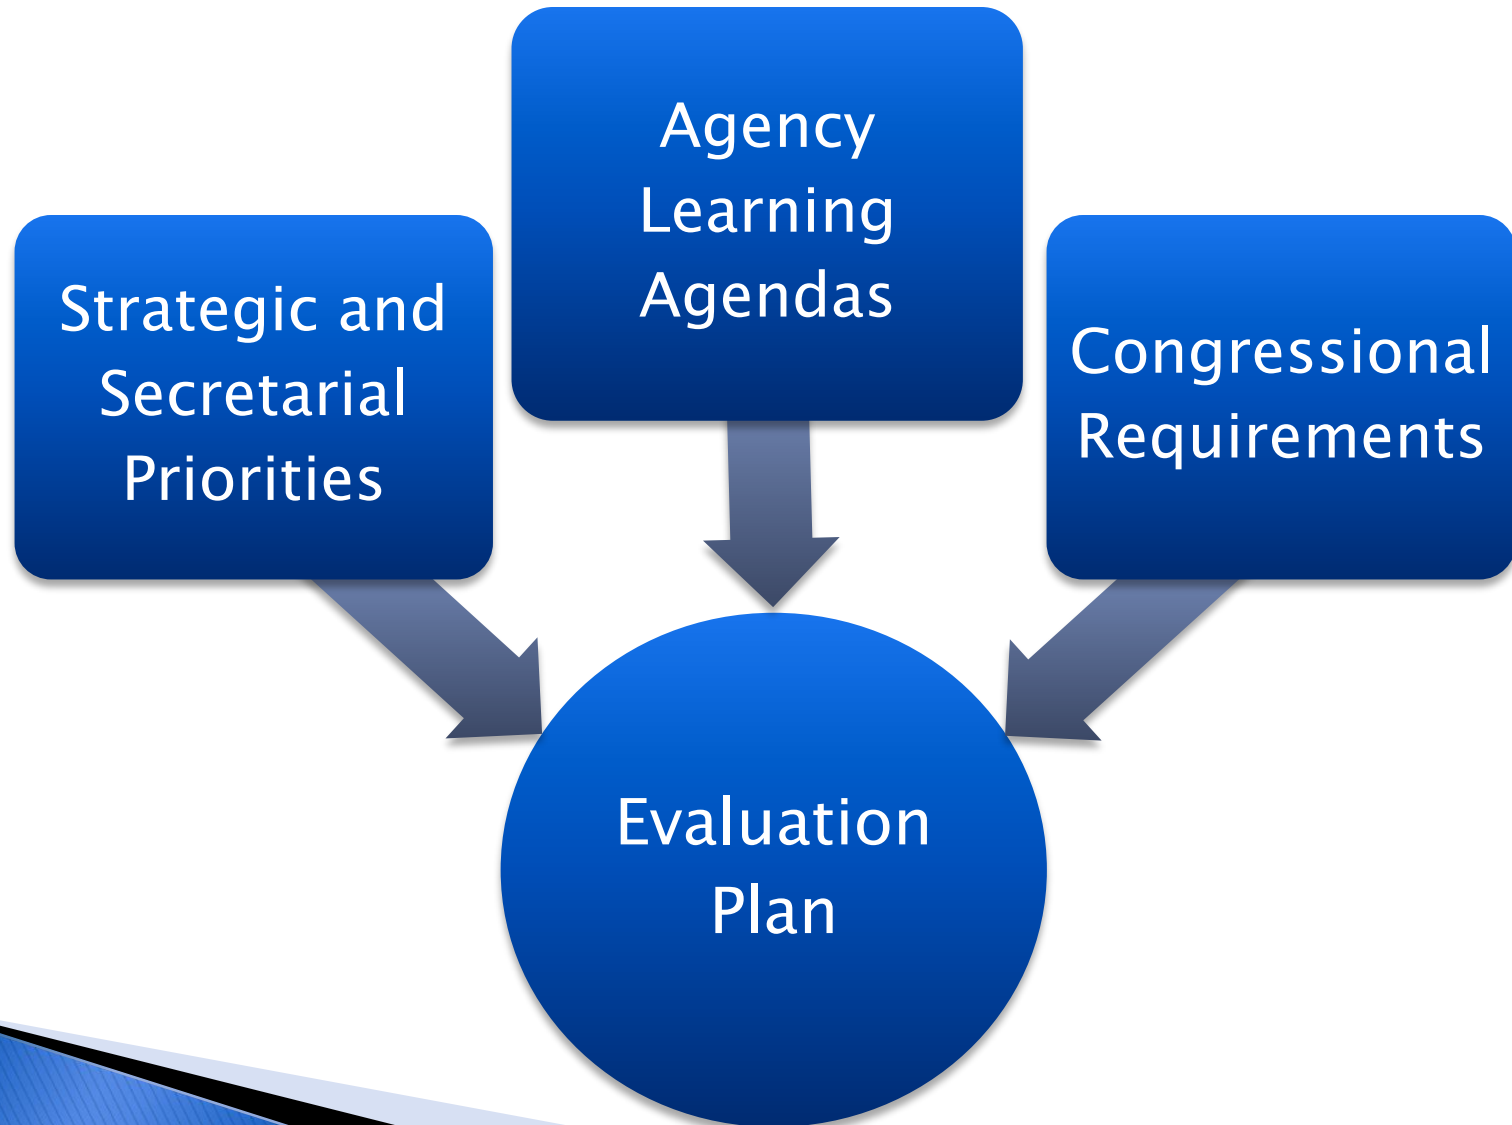 Agency
Learning
Agendas
Strategic and
Secretarial
Priorities
Congressional
Requirements
Evaluation
Plan